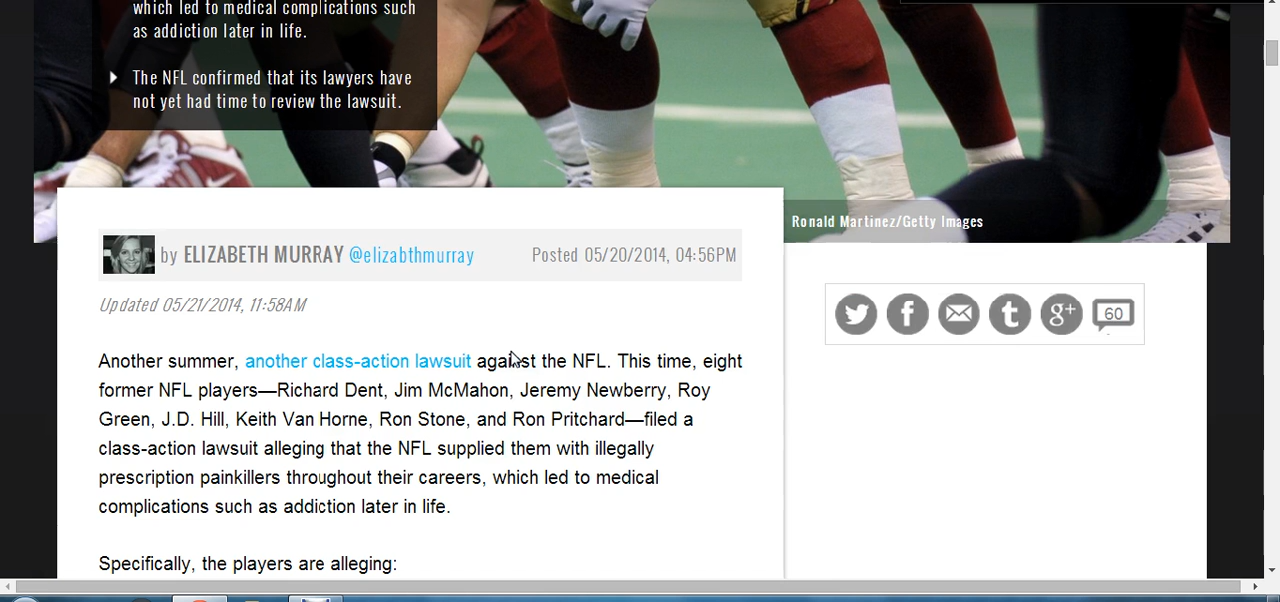 which led to medical complications such
as addiction later in life.
The NFL confirmed that its lawyers have
not yet had time to review the lawsuit.
Ronald Martinez/Getty Images
by ELIZABETH MURRAY @elizabthmurray Posted 05/20/2014, 04:56PM
Updated 05/21/2014, 11:58AM
60
Another summer, another class-action lawsuit against the NFL. This time, eight
former NFL players—Richard Dent, Jim McMahon, Jeremy Newberry, Roy
Green, J.D. Hill, Keith Van Horne, Ron Stone, and Ron Pritchard—filed a
class-action lawsuit alleging that the NFL supplied them with illegally
prescription painkillers throughout their careers, which led to medical
complications such as addiction later in life.
Specifically, the players are alleging: